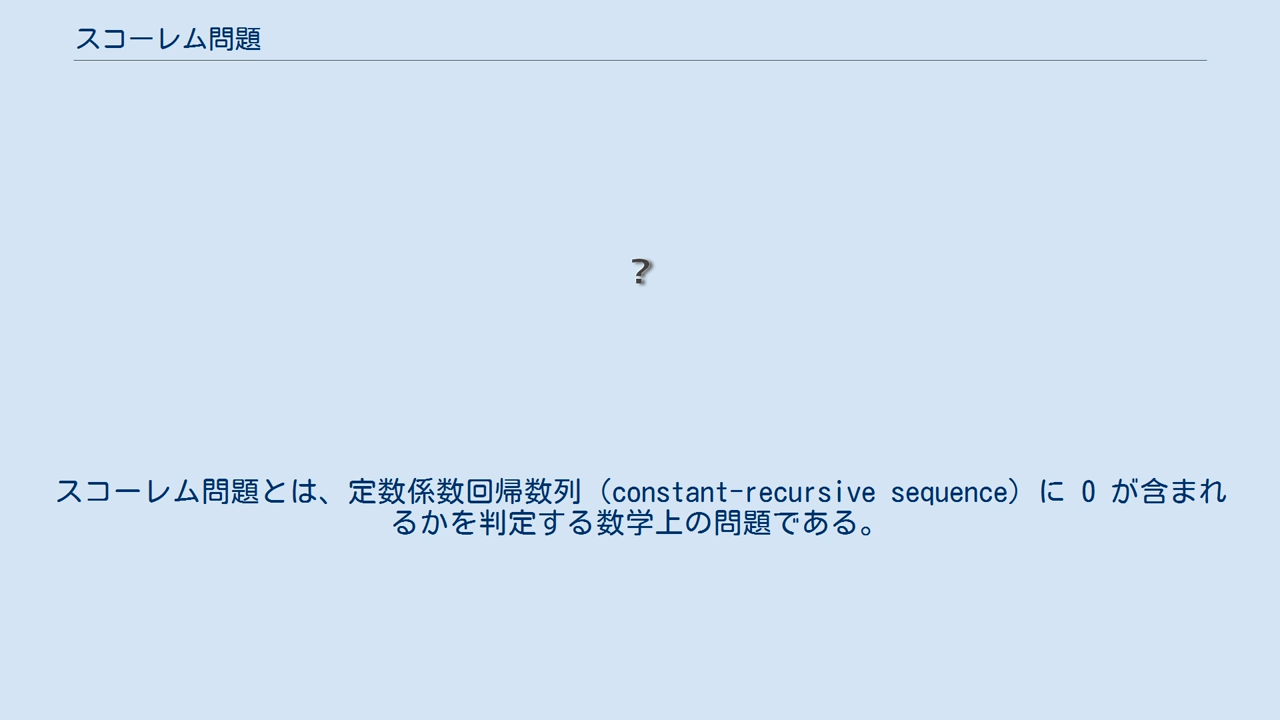 スコーレム問題
?
スコーレム問題とは、定数係数回帰数列（constant-recursive sequence）に 0 が含まれ
るかを判定する数学上の問題である。